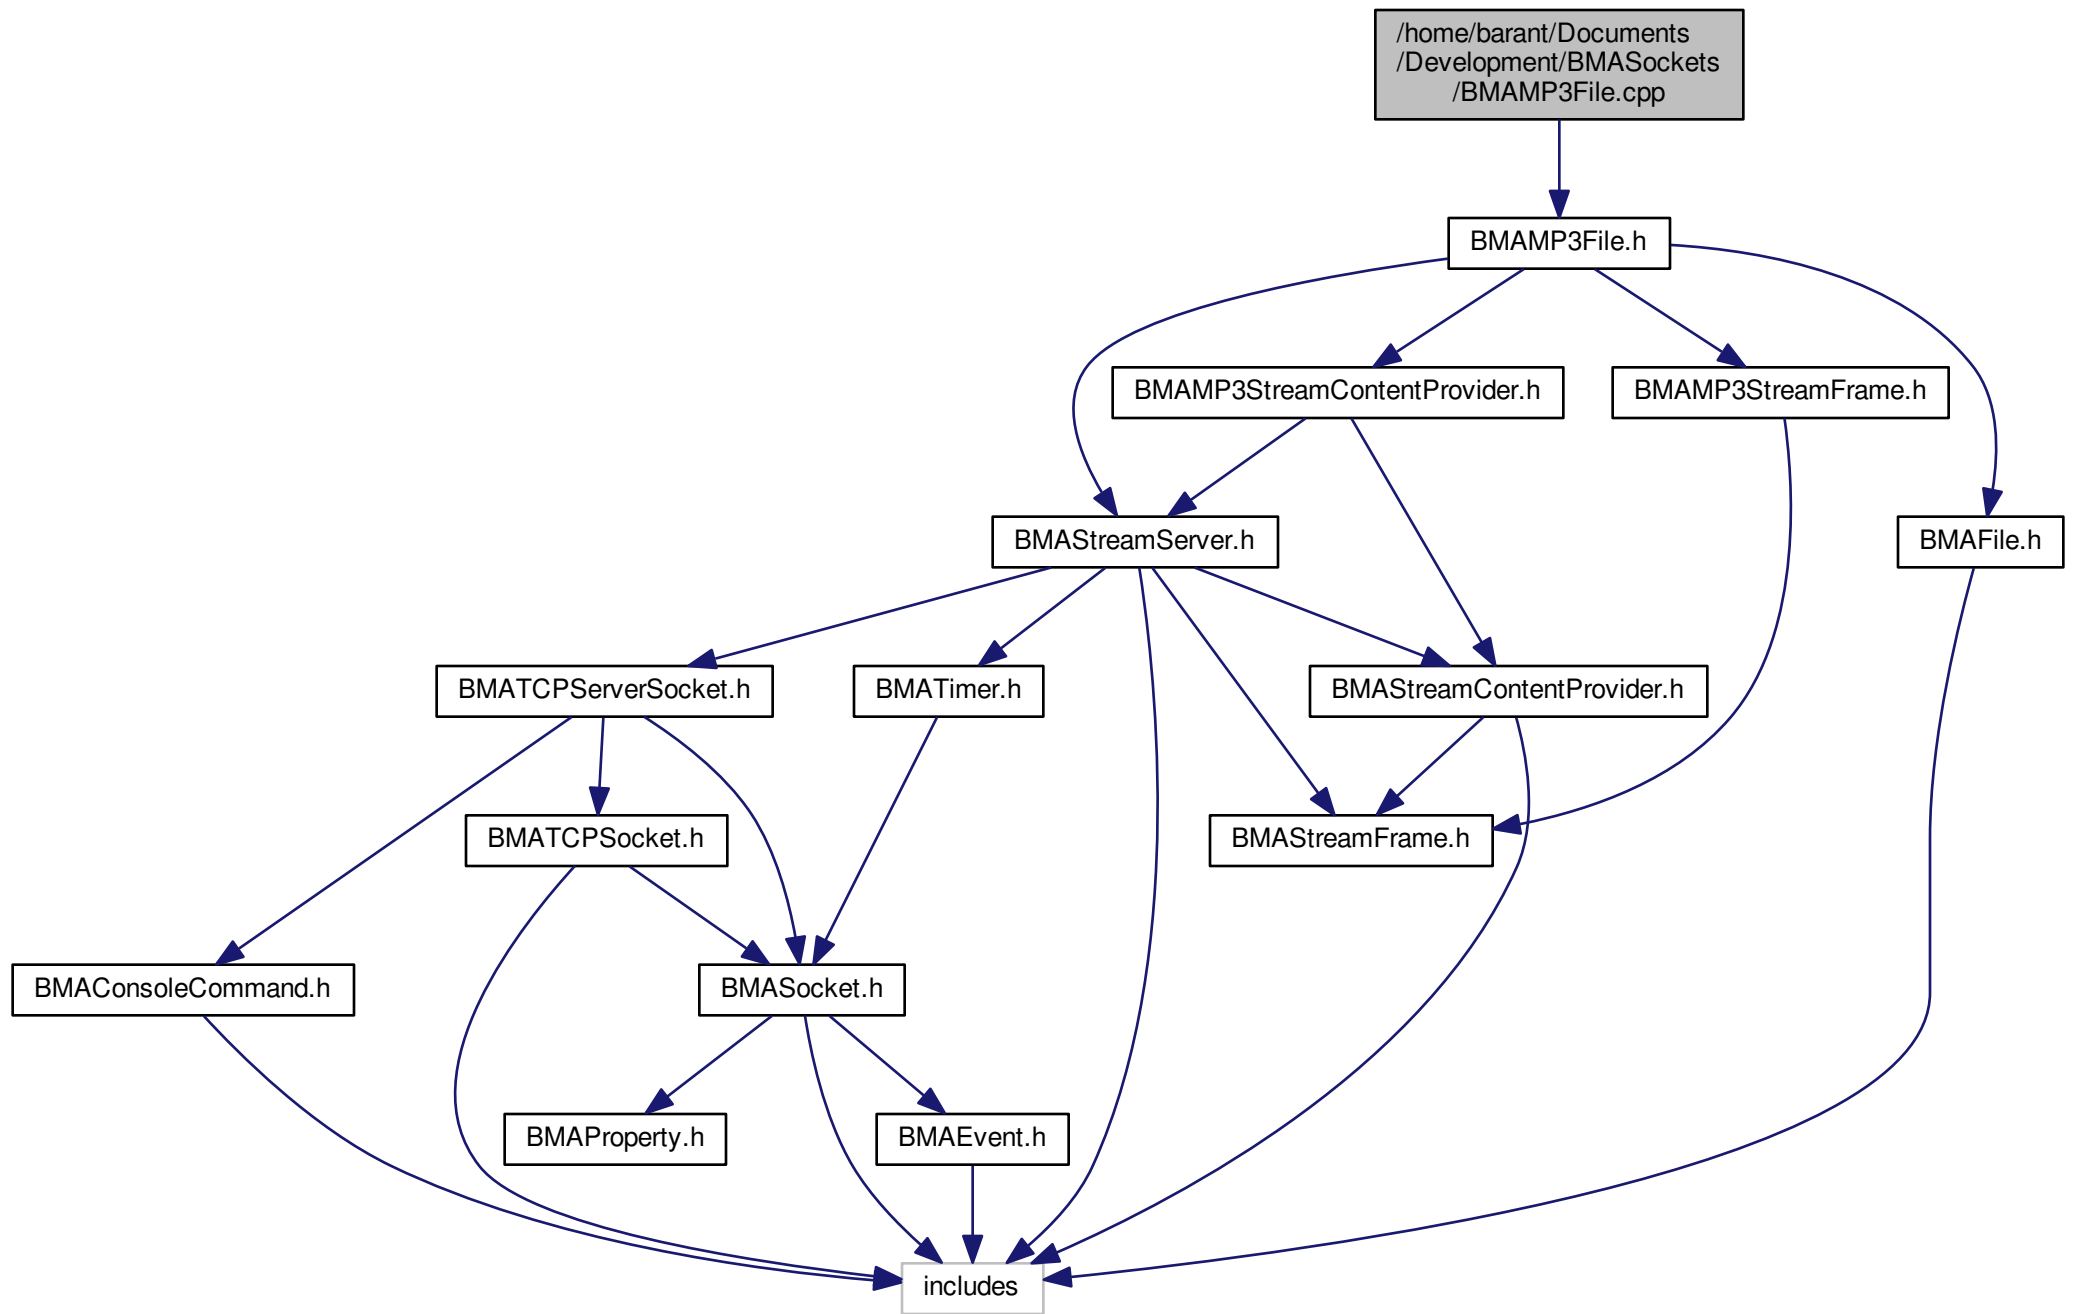 /home/barant/Documents
/Development/BMASockets
/BMAMP3File.cpp
BMAMP3File.h
BMAMP3StreamContentProvider.h
BMAMP3StreamFrame.h
BMAStreamServer.h
BMAFile.h
BMATCPServerSocket.h
BMATimer.h
BMAStreamContentProvider.h
BMATCPSocket.h
BMAStreamFrame.h
BMAConsoleCommand.h
BMASocket.h
BMAProperty.h
BMAEvent.h
includes